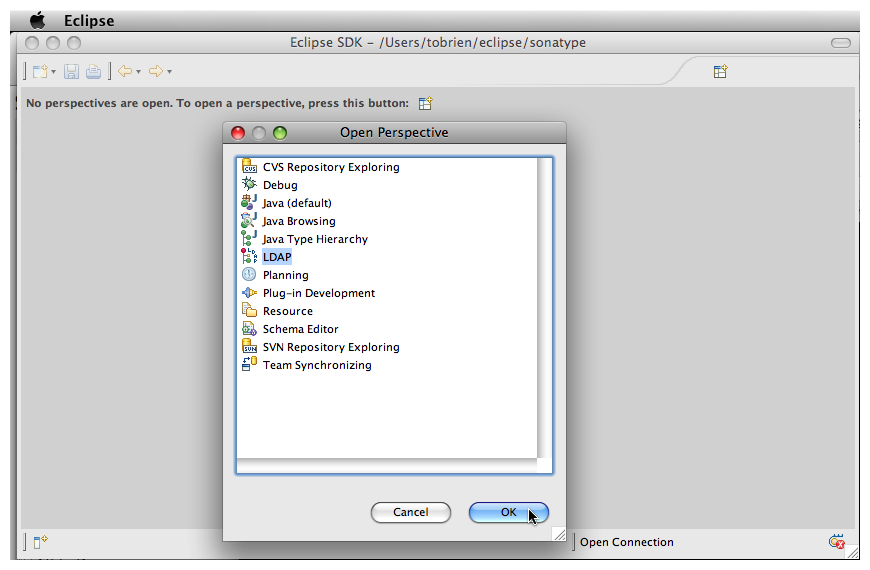 Eclipse
Eclipse SDK – /Users/tobrien/eclipse/sonatype
No perspectives are open. To open a perspective, press this button:
Open Perspective
CVS Repository Exploring
Debug
Java (default)
Java Browsing
Java Type Hierarchy
LDAP
Planning
Plug-in Development
Resource
Schema Editor
SVN Repository Exploring
Team Synchronizing
Cancel
OK
Open Connection